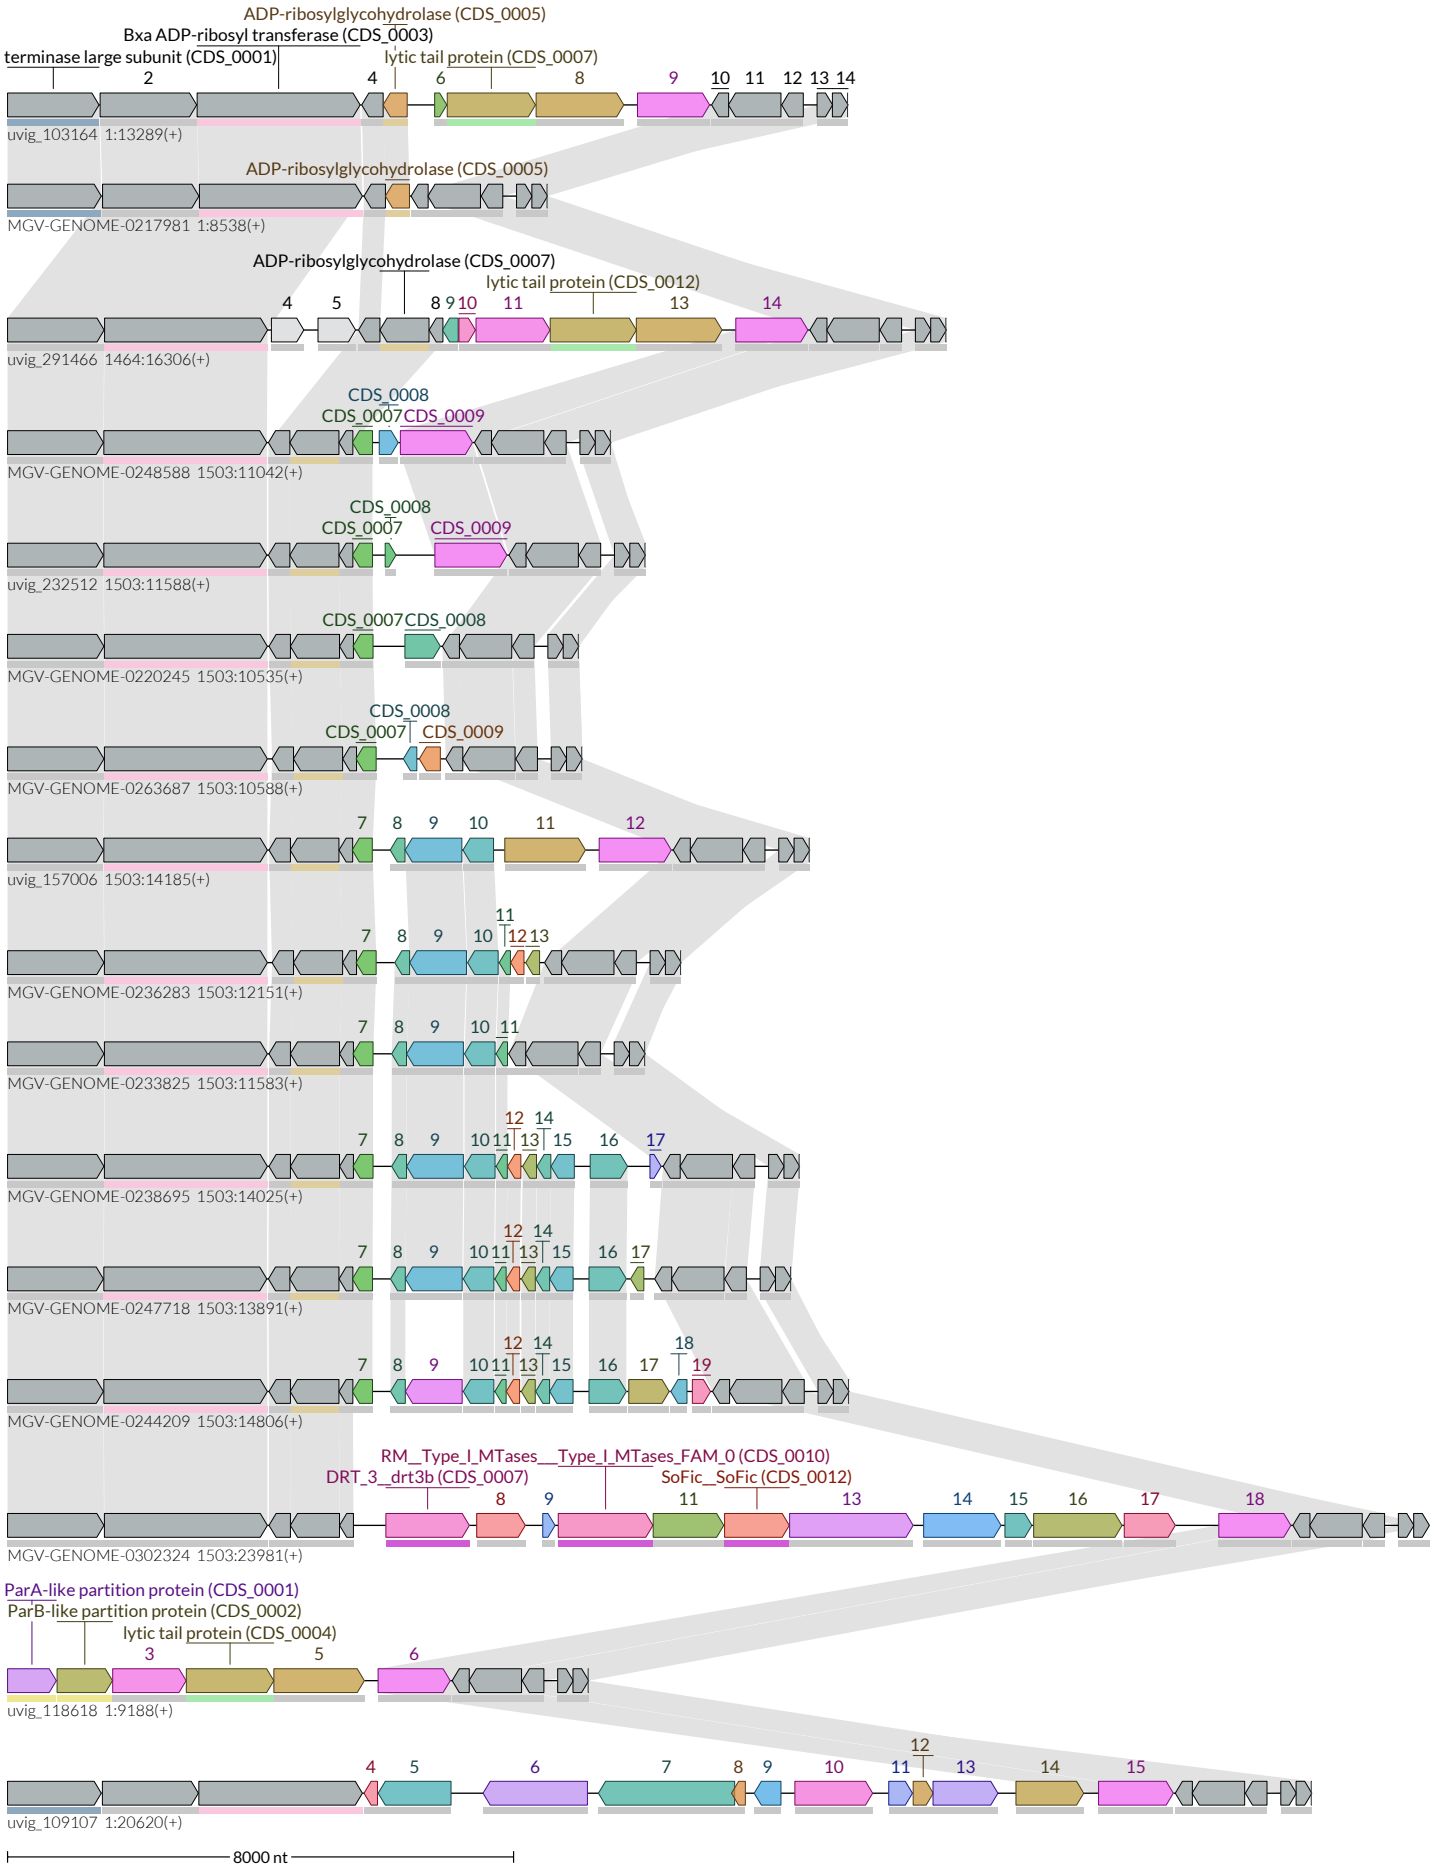 ADP-ribosylglycohydrolase (CDS_0005)
Bxa ADP-ribosyl transferase (CDS_0003)
terminase large subunit (CDS_0001) lytic tail protein (CDS_0007)
2 4 6 8 9 10 11 12 13 14
uvig_103164 1:13289(+)
ADP-ribosylglycohydrolase (CDS_0005)
MGV-GENOME-0217981 1:8538(+)
ADP-ribosylglycohydrolase (CDS_0007)
lytic tail protein (CDS_0012)
4 5 8 9 10 11 13 14
uvig_291466 1464:16306(+)
CDS_0008
CDS_0007 CDS_0009
MGV-GENOME-0248588 1503:11042(+)
CDS_0008
CDS_0007 CDS_0009
uvig_232512 1503:11588(+)
CDS_0007 CDS_0008
MGV-GENOME-0220245 1503:10535(+)
CDS_0008
CDS_0007 CDS_0009
MGV-GENOME-0263687 1503:10588(+)
7 8 9 10 11 12
uvig_157006 1503:14185(+)
11
7 8 9 10 12 13
MGV-GENOME-0236283 1503:12151(+)
7 8 9 10 11
MGV-GENOME-0233825 1503:11583(+)
12 14
7 8 9 10 11 13 15 16 17
MGV-GENOME-0238695 1503:14025(+)
12 14
7 8 9 10 11 13 15 16 17
MGV-GENOME-0247718 1503:13891(+)
12 14 18
7 8 9 10 11 13 15 16 17 19
MGV-GENOME-0244209 1503:14806(+)
RM__Type_I_MTases__Type_I_MTases_FAM_0 (CDS_0010)
DRT_3__drt3b (CDS_0007) SoFic__SoFic (CDS_0012)
8 9 11 13 14 15 16 17 18
MGV-GENOME-0302324 1503:23981(+)
ParA-like partition protein (CDS_0001)
ParB-like partition protein (CDS_0002)
lytic tail protein (CDS_0004)
3 5 6
uvig_118618 1:9188(+)
12
4 5 6 7 8 9 10 11 13 14 15
uvig_109107 1:20620(+)
8000 nt